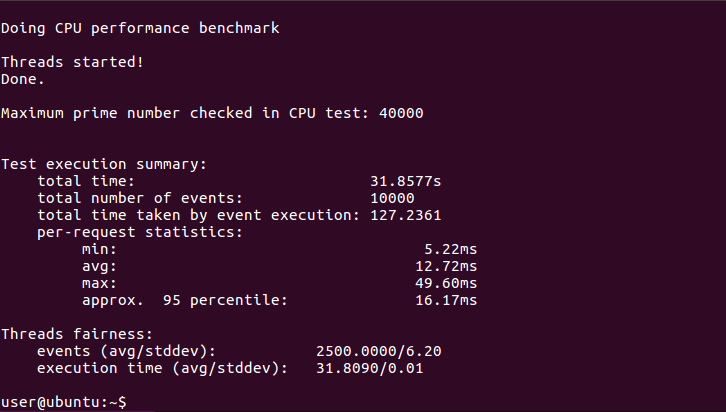 Doing CPU performance benchmark
Threads started!
Done.
Maximum prime number checked in CPU test: 40000
Test execution summary:
total time: 31.8577s
total number of events: 10000
total time taken by event execution: 127.2361
per-request statistics:
min: 5.22ms
avg: 12.72ms
max: 49.60ms
approx.  95 percentile: 16.17ms
Threads fairness:
events (avg/stddev): 2500.0000/6.20
execution time (avg/stddev): 31.8090/0.01
user@ubuntu:~$